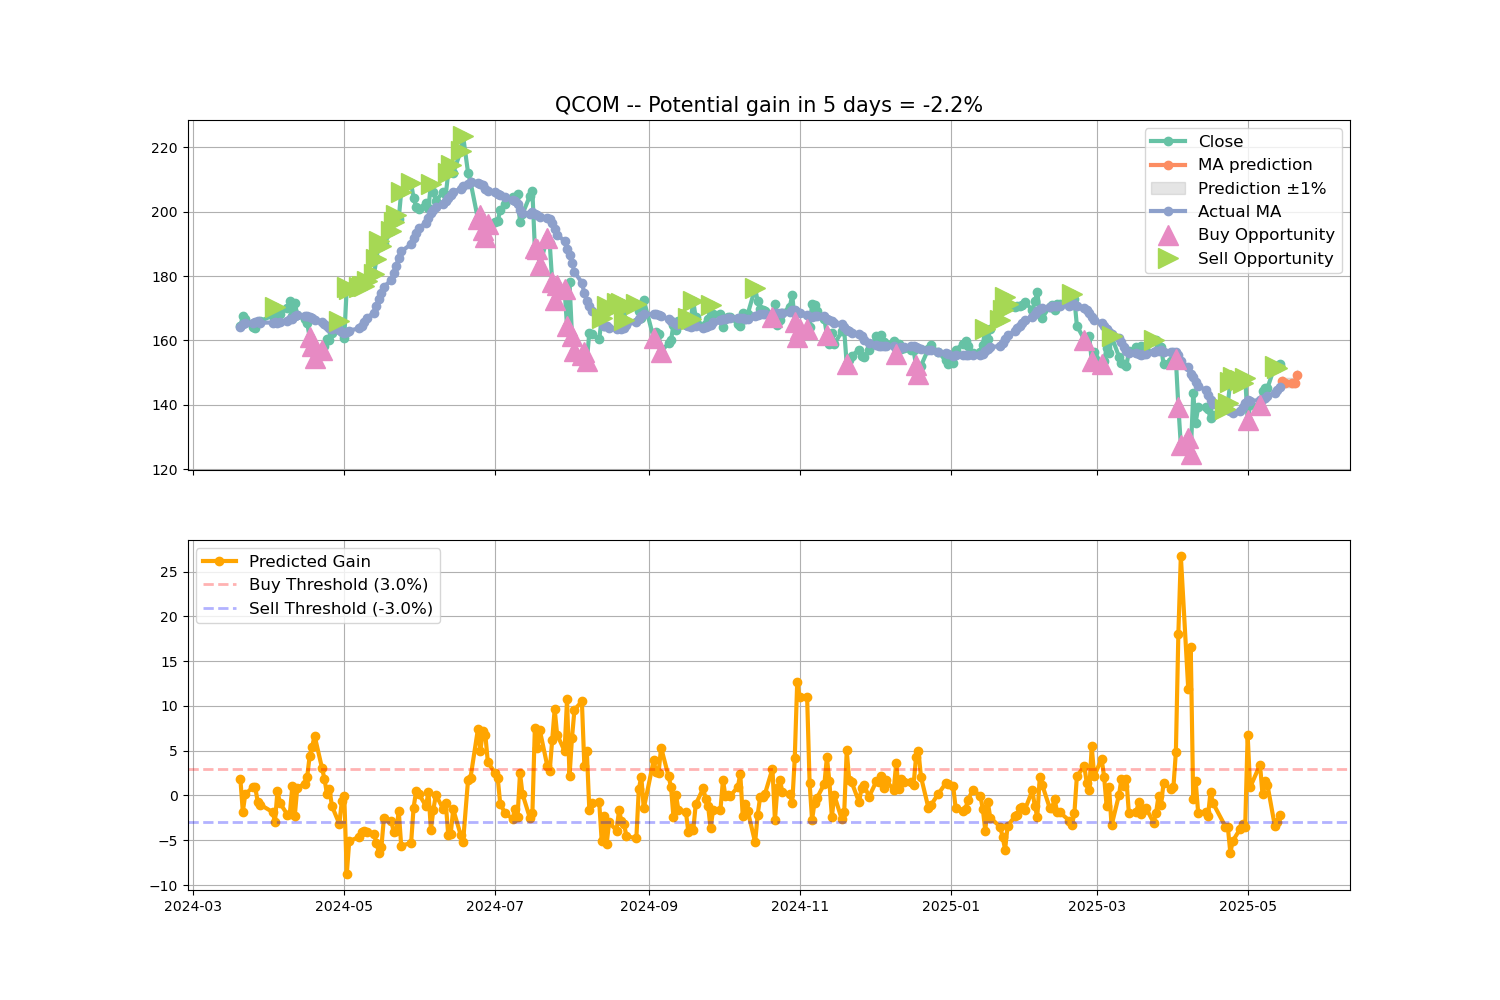 QCOM -- Potential gain in 5 days = -2.2%
220
200
180
160
140
120
Close
MA prediction
Prediction ±1%
Actual MA
Buy Opportunity
Sell Opportunity
25
20
15
10
5
0
−5
−10
Predicted Gain
Buy Threshold (3.0%)
Sell Threshold (-3.0%)
2024-03
2024-05
2024-07
2024-09
2024-11
2025-01
2025-03
2025-05